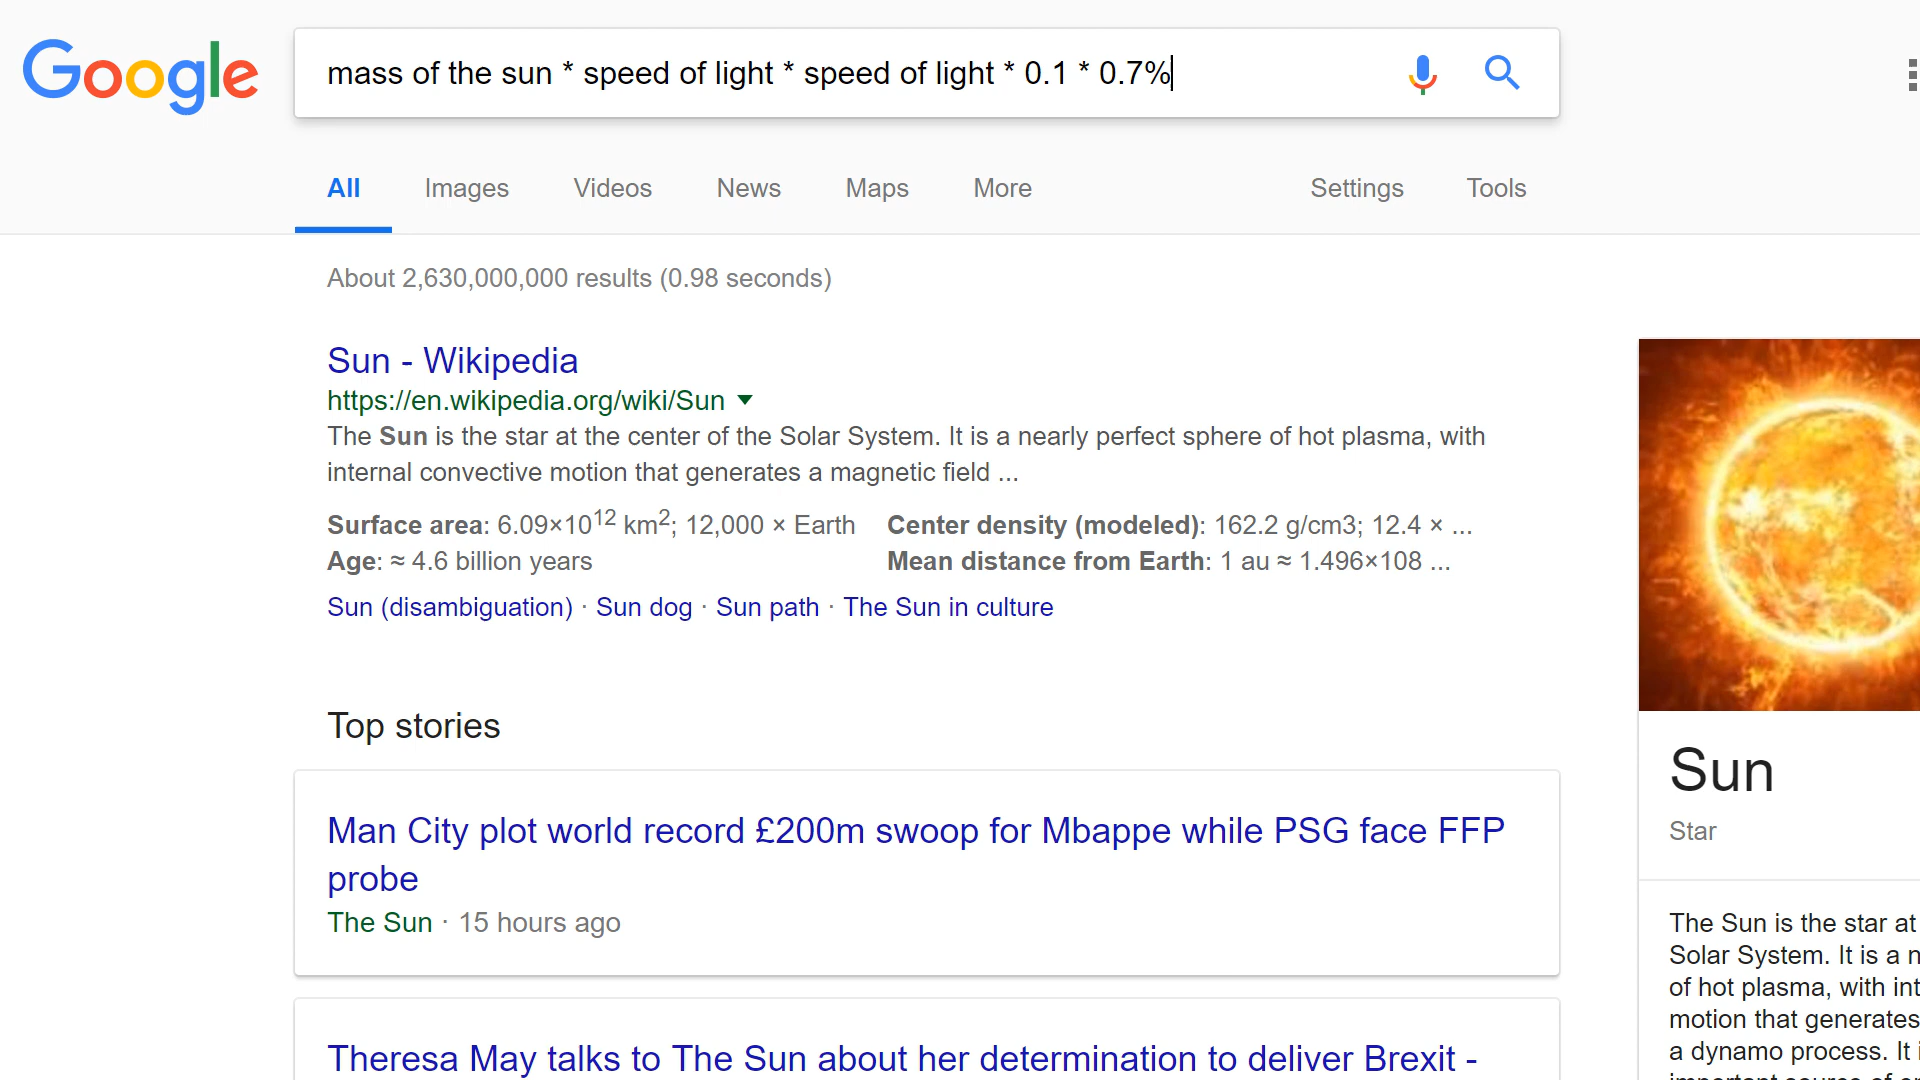 Google
mass of the sun * speed of light * speed of light * 0.1 * 0.7%
All Images Videos News Maps More Settings Tools
About 2,630,000,000 results (0.98 seconds)
Sun - Wikipedia
https://en.wikipedia.org/wiki/Sun
The Sun is the star at the center of the Solar System. It is a nearly perfect sphere of hot plasma, with
internal convective motion that generates a magnetic field ...
Surface area: 6.09×10¹² km²; 12,000 × Earth Center density (modeled): 162.2 g/cm3; 12.4 × ...
Age: ≈ 4.6 billion years Mean distance from Earth: 1 au ≈ 1.496×108 ...
Sun (disambiguation) · Sun dog · Sun path · The Sun in culture
Top stories
Man City plot world record £200m swoop for Mbappe while PSG face FFP
probe
The Sun · 15 hours ago
Theresa May talks to The Sun about her determination to deliver Brexit -
Sun
Star
The Sun is the star at
Solar System. It is a n
of hot plasma, with int
motion that generates
a dynamo process. It i